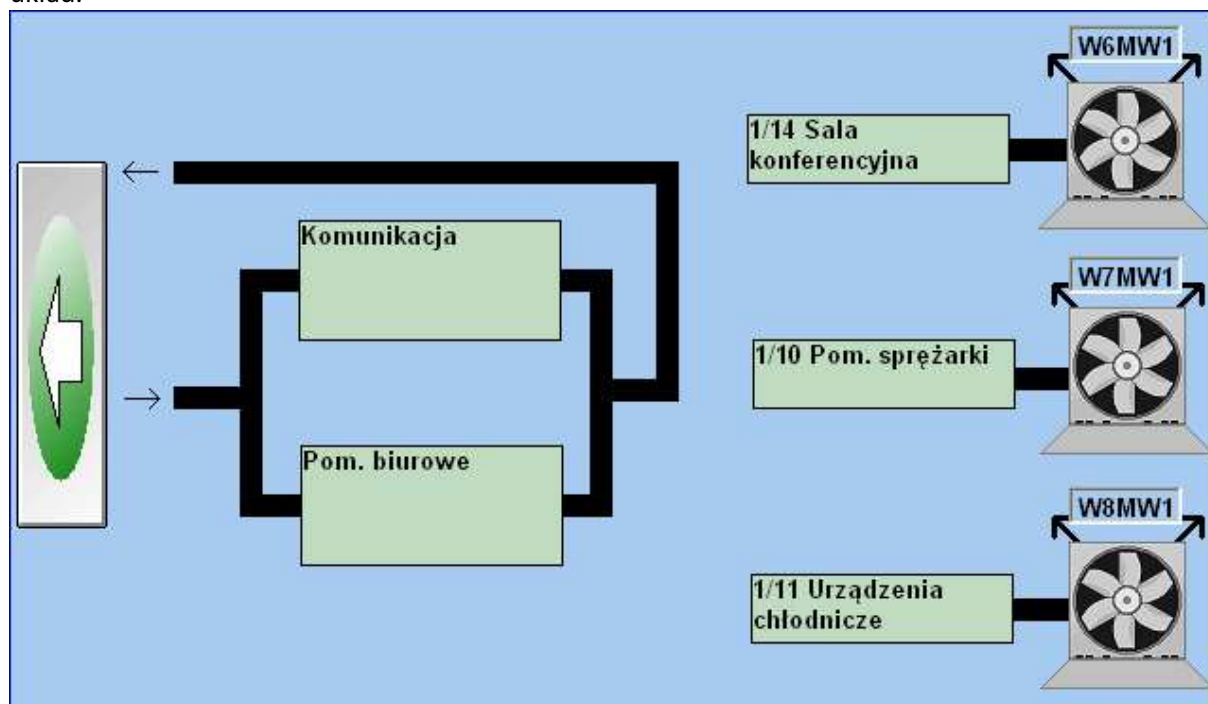 układ.
W6MW1
1/14 Sala
konferencyjna
Komunikacja
W7MW1
1/10 Pom. sprężarki
Pom. biurowe
W8MW1
1/11 Urządzenia
chłodnicze